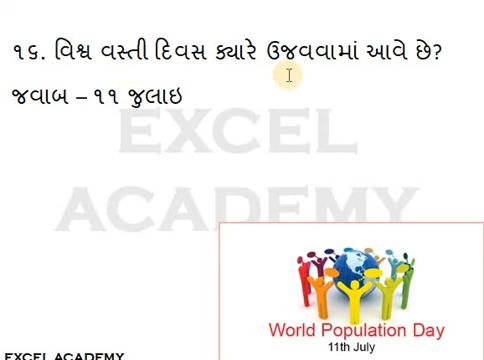 ૧૬. વિશ્વ વસ્તી દિવસ ક્યારે ઉજવવામાં આવે છે?
જવાબ – ૧૧ જુલાઇ
EXCEL
ACADEMY
World Population Day
11th July
EXCEL ACADEMY